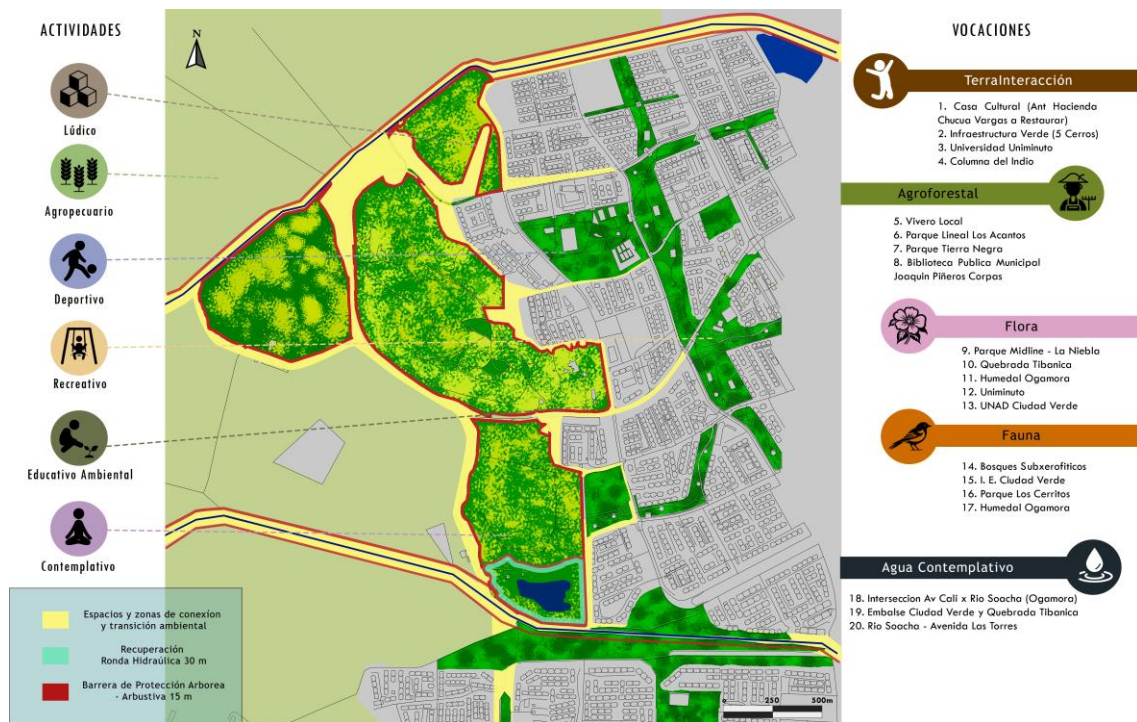 ACTIVIDADES
Lúdico
Agropecuario
Deportivo
Recreativo
Educativo Ambiental
Contemplativo
Espacios y zonas de conexíon
y transición ambiental
Recuperación
Ronda Hidraúlica 30 m
Barrera de Protección Arborea
- Arbustiva 15 m
N
0 250 500m
VOCACIONES
TerraInteracción
1. Casa Cultural (Ant Hacienda
Chucua Vargas a Restaurar)
2. Infraestructura Verde (5 Cerros)
3. Universidad Uniminuto
4. Columna del Indio
Agroforestal
5. Vivero Local
6. Parque Lineal Los Acantos
7. Parque Tierra Negra
8. Biblioteca Publica Municipal
Joaquin Piñeros Corpas
Flora
9. Parque Midline - La Niebla
10. Quebrada Tibanica
11. Humedal Ogamora
12. Uniminuto
13. UNAD Ciudad Verde
Fauna
14. Bosques Subxerofiticos
15. I. E. Ciudad Verde
16. Parque Los Cerritos
17. Humedal Ogamora
Agua Contemplativo
18. Interseccion Av Cali x Rio Soacha (Ogamora)
19. Embalse Ciudad Verde y Quebrada Tibanica
20. Rio Soacha - Avenida Las Torres